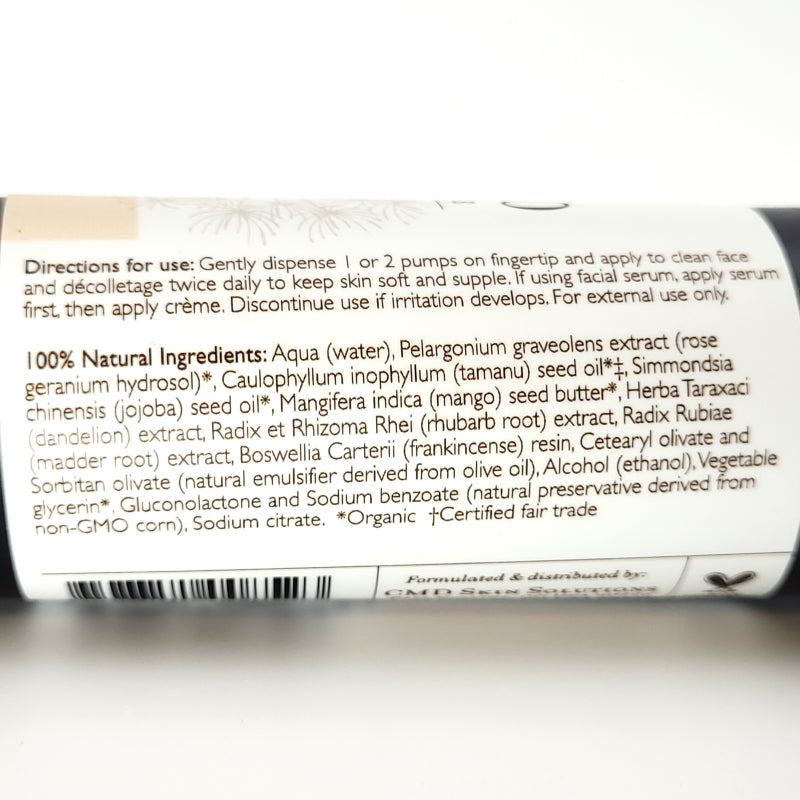 Directions for use: Gently dispense 1 or 2 pumps on fingertip and apply to clean face
and décolletage twice daily to keep skin soft and supple. If using facial serum, apply serum
first, then apply crème. Discontinue use if irritation develops. For external use only.
100% Natural Ingredients: Aqua (water), Pelargonium graveolens extract (rose
geranium hydrosol)*, Caulophyllum inophyllum (tamanu) seed oil*‡, Simmondsia
chinensis (jojoba) seed oil*, Mangifera indica (mango) seed butter*, Herba Taraxaci
(dandelion) extract, Radix et Rhizoma Rhei (rhubarb root) extract, Radix Rubiae
(madder root) extract, Boswellia Carterii (frankincense) resin, Cetearyl olivate and
Sorbitan olivate (natural emulsifier derived from olive oil), Alcohol (ethanol), Vegetable
glycerin*, Gluconolactone and Sodium benzoate (natural preservative derived from
non-GMO corn), Sodium citrate. *Organic †Certified fair trade
Formulated & distributed by:
CMD Skin Solutions